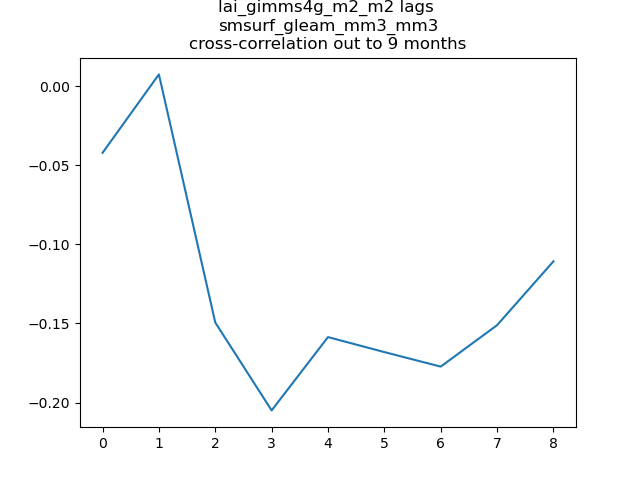 lai_gimms4g_m2_m2 lags
smsurf_gleam_mm3_mm3
cross-correlation out to 9 months
0.00
−0.05
−0.10
−0.15
−0.20
0 1 2 3 4 5 6 7 8